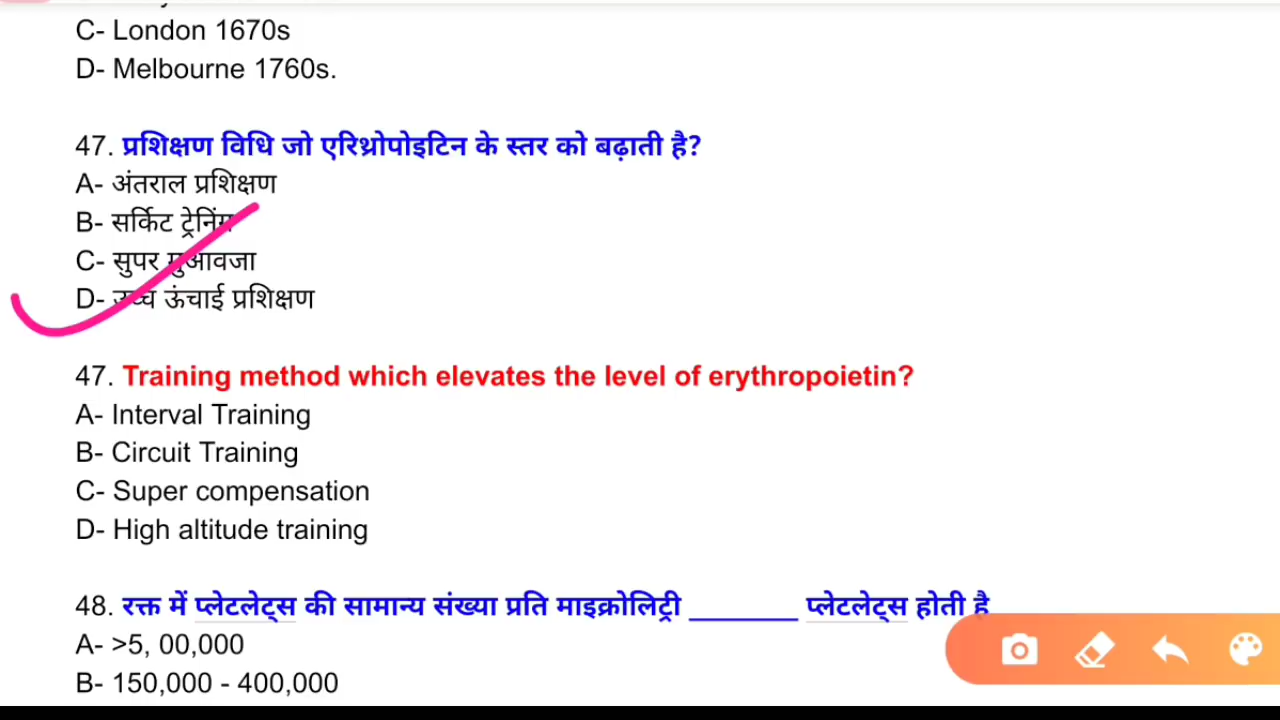 C- London 1670s
D- Melbourne 1760s.
47. प्रशिक्षण विधि जो एरिथ्रोपोइटिन के स्तर को बढ़ाती है?
A- अंतराल प्रशिक्षण
B- सर्किट ट्रेनिंग
C- सुपर मुआवजा
D- उच्च ऊंचाई प्रशिक्षण
47. Training method which elevates the level of erythropoietin?
A- Interval Training
B- Circuit Training
C- Super compensation
D- High altitude training
48. रक्त में प्लेटलेट्स की सामान्य संख्या प्रति माइक्रोलिट्री ________ प्लेटलेट्स होती है
A- >5, 00,000
B- 150,000 - 400,000